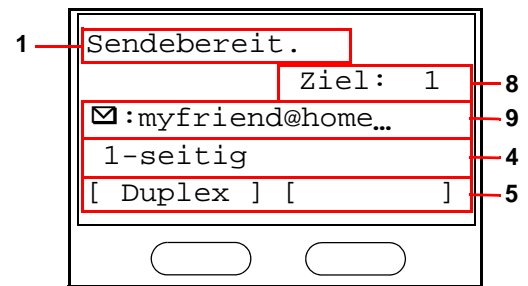 1 Sendebereit.
Ziel: 1 8
✉:myfriend@home… 9
1-seitig 4
[ Duplex ] [ ] 5